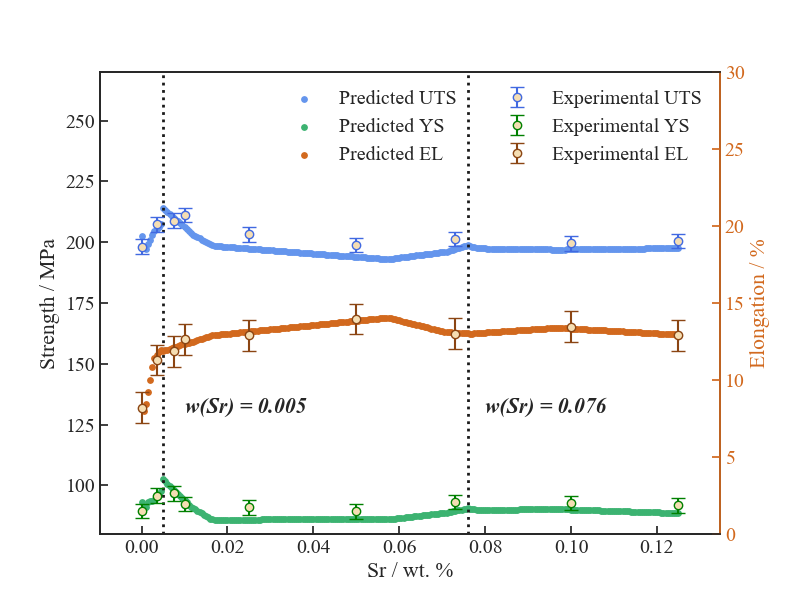 Predicted UTS
Predicted YS
Predicted EL
Experimental UTS
Experimental YS
Experimental EL
w(Sr) = 0.005
w(Sr) = 0.076
Strength / MPa
250
225
200
175
150
125
100
Elongation / %
30
25
20
15
10
5
0
0.00 0.02 0.04 0.06 0.08 0.10 0.12
Sr / wt. %